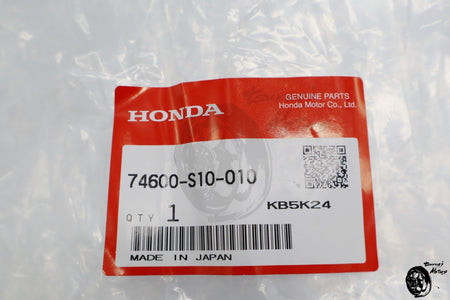 GENUINE PARTS
HONDA
Honda Motor Co., Ltd.
74600-S10-010
QTY 1
KB5K24
MADE IN JAPAN